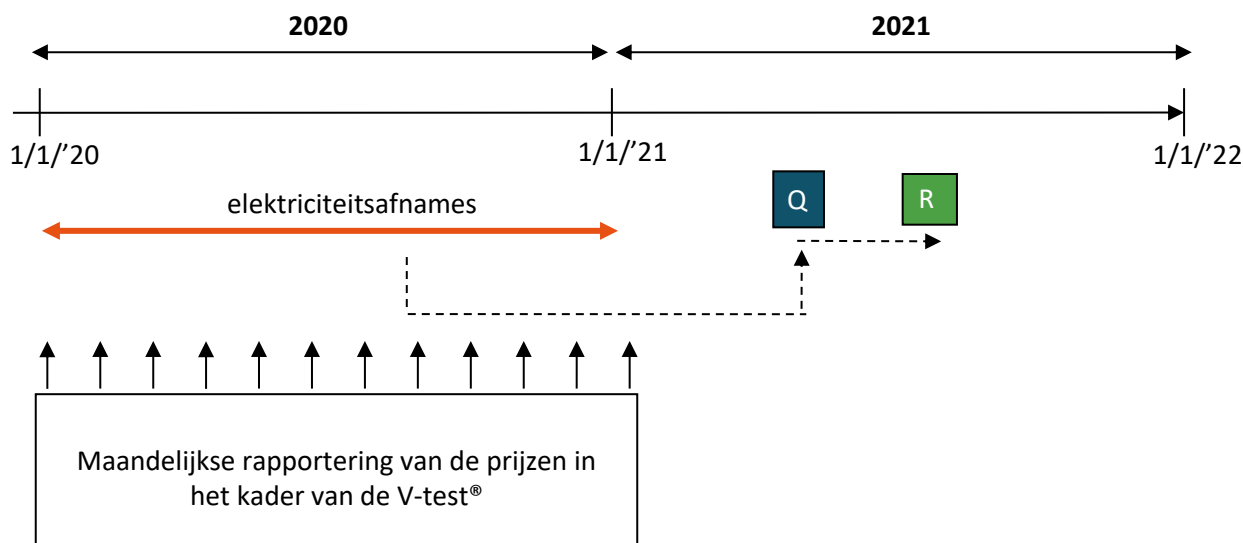 2020
2021
1/1/’20
1/1/’21
1/1/’22
elektriciteitsafnames
Q
R
Maandelijkse rapportering van de prijzen in
het kader van de V-test®